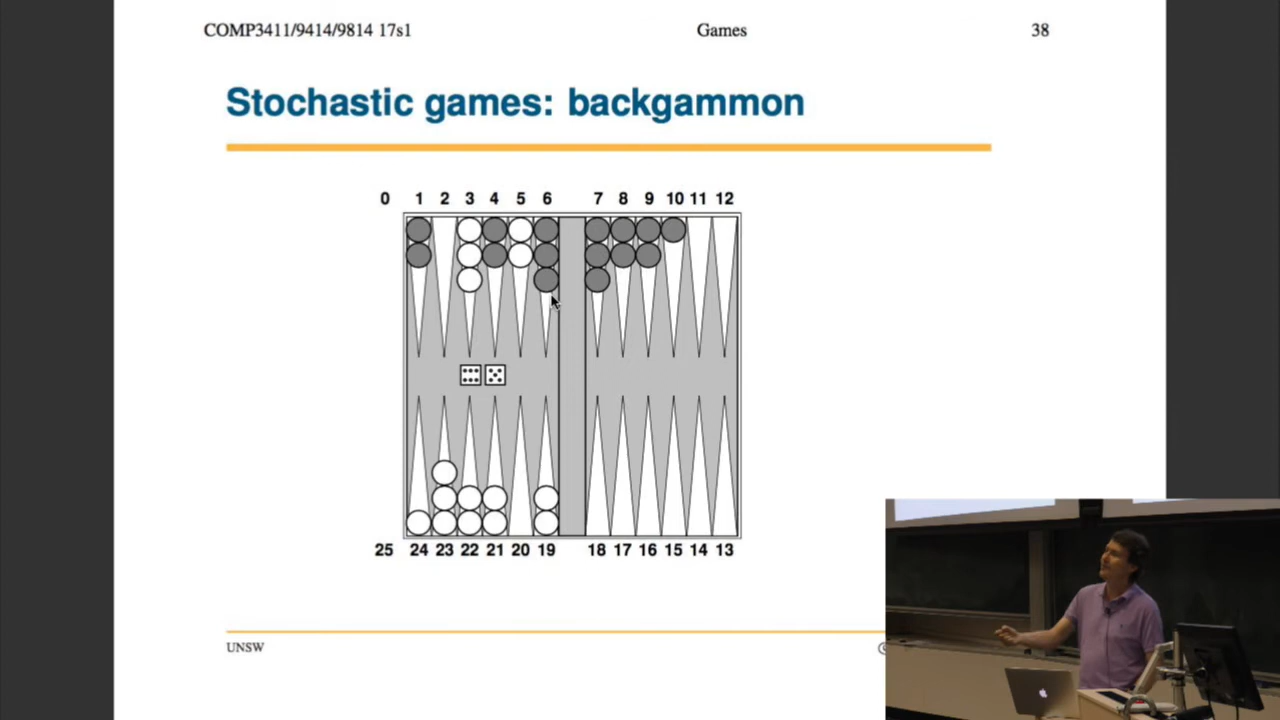 COMP3411/9414/9814 17s1 Games 38
Stochastic games: backgammon
0 1 2 3 4 5 6 7 8 9 10 11 12
25 24 23 22 21 20 19 18 17 16 15 14 13
UNSW